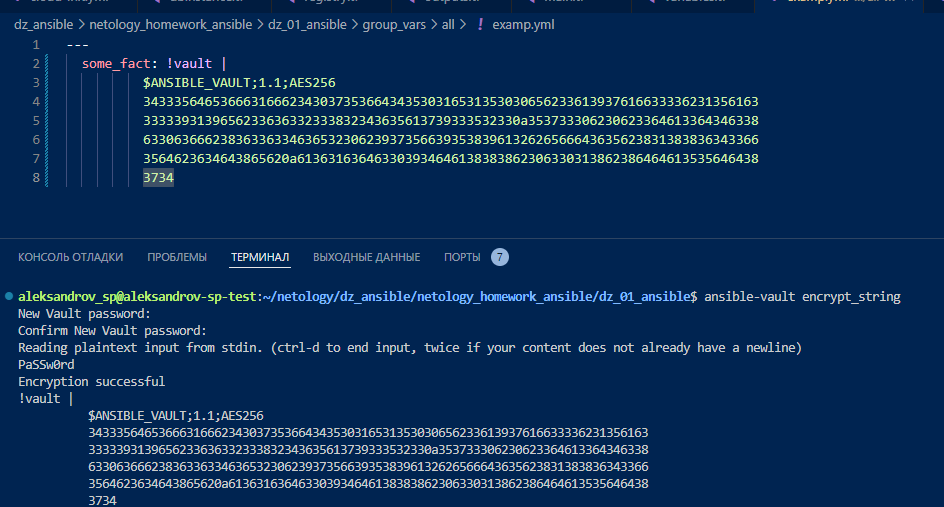 dz_ansible > netology_homework_ansible > dz_01_ansible > group_vars > all > ! examp.yml
1 ---
2 some_fact: !vault |
3 $ANSIBLE_VAULT;1.1;AES256
4 34333564653666316662343037353664343530316531353030656233613937616633336231356163
5 3333393139656233636332333832343635613739333532330a353733306230623364613364346338
6 63306366623836336334636532306239373566393538396132626566643635623831383836343366
7 3564623634643865620a613631636463303934646138383862306330313862386464613535646438
8 3734
КОНСОЛЬ ОТЛАДКИ ПРОБЛЕМЫ ТЕРМИНАЛ ВЫХОДНЫЕ ДАННЫЕ ПОРТЫ 7
aleksandrov_sp@aleksandrov-sp-test:~/netology/dz_ansible/netology_homework_ansible/dz_01_ansible$ ansible-vault encrypt_string
New Vault password:
Confirm New Vault password:
Reading plaintext input from stdin. (ctrl-d to end input, twice if your content does not already have a newline)
PaSSw0rd
Encryption successful
!vault |
$ANSIBLE_VAULT;1.1;AES256
34333564653666316662343037353664343530316531353030656233613937616633336231356163
3333393139656233636332333832343635613739333532330a353733306230623364613364346338
63306366623836336334636532306239373566393538396132626566643635623831383836343366
3564623634643865620a613631636463303934646138383862306330313862386464613535646438
3734